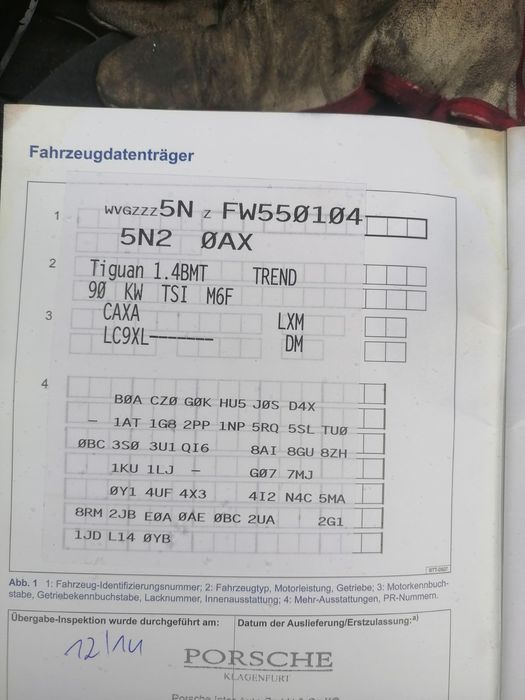 Fahrzeugdatenträger
1 WVGZZZ5N Z FW550104
5N2 ØAX
2 Tiguan 1.4BMT TREND
90 KW TSI M6F
3 CAXA LXM
LC9XL------- DM
4
BØA CZØ GØK HU5 JØS D4X
– 1AT 1G8 2PP 1NP 5RQ 5SL TUØ
ØBC 3SØ 3U1 QI6 8AI 8GU 8ZH
1KU 1LJ – GØ7 7MJ
ØY1 4UF 4X3 4I2 N4C 5MA
8RM 2JB EØA ØAE ØBC 2UA 2G1
1JD L14 ØYB
Abb. 1 1: Fahrzeug-Identifizierungsnummer; 2: Fahrzeugtyp, Motorleistung, Getriebe; 3: Motorkennbuch-
stabe, Getriebekennbuchstabe, Lacknummer, Innenausstattung; 4: Mehr-Ausstattungen, PR-Nummern.
Übergabe-Inspektion wurde durchgeführt am: Datum der Auslieferung/Erstzulassung:a)
12/14
PORSCHE
KLAGENFURT